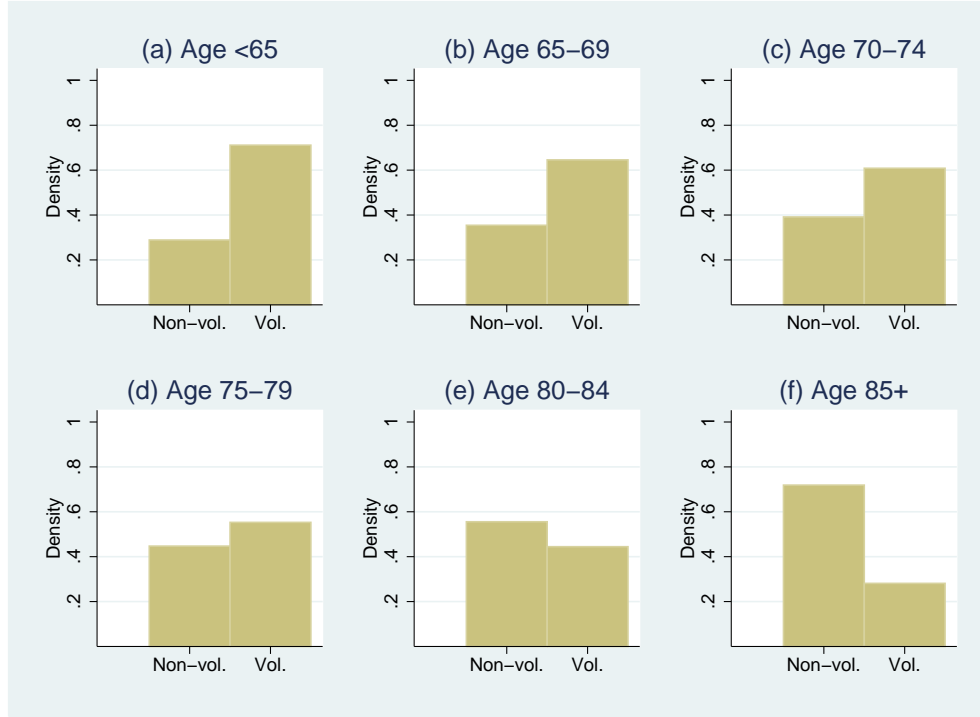 (a) Age <65
(b) Age 65–69
(c) Age 70–74
Density
.2 .4 .6 .8 1
Non–vol. Vol.
Density
.2 .4 .6 .8 1
Non–vol. Vol.
Density
.2 .4 .6 .8 1
Non–vol. Vol.
(d) Age 75–79
(e) Age 80–84
(f) Age 85+
Density
.2 .4 .6 .8 1
Non–vol. Vol.
Density
.2 .4 .6 .8 1
Non–vol. Vol.
Density
.2 .4 .6 .8 1
Non–vol. Vol.